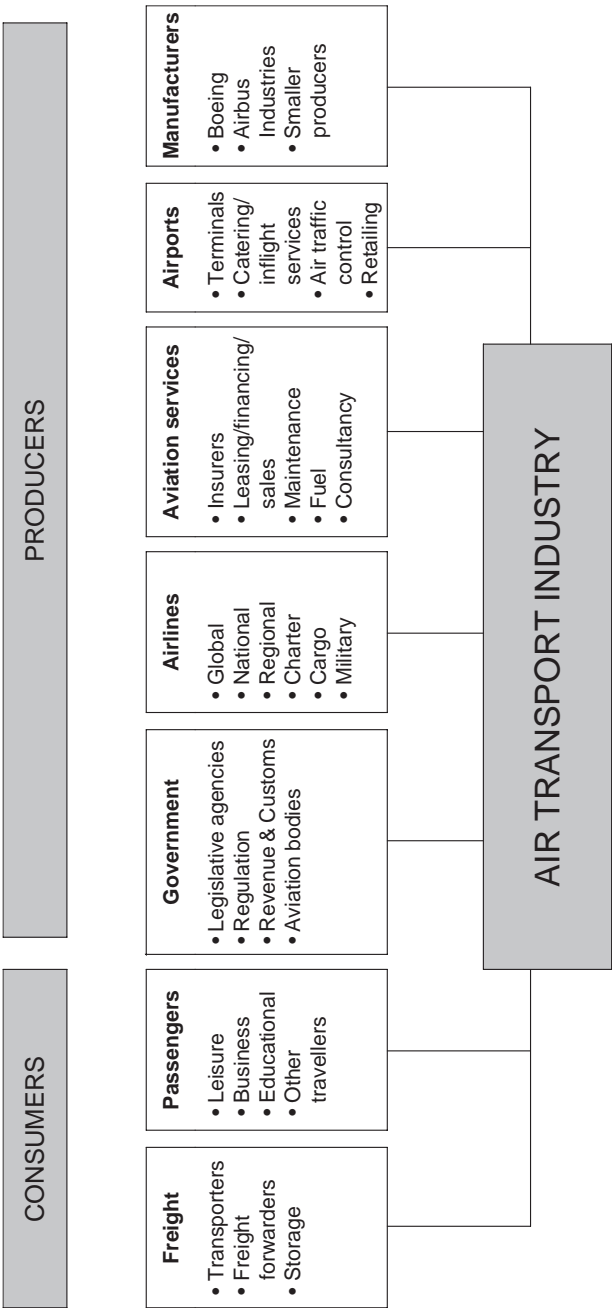 CONSUMERS
PRODUCERS
Freight
• Transporters
• Freight
forwarders
• Storage
Passengers
• Leisure
• Business
• Educational
• Other
travellers
Government
• Legislative agencies
• Regulation
• Revenue & Customs
• Aviation bodies
Airlines
• Global
• National
• Regional
• Charter
• Cargo
• Military
Aviation services
• Insurers
• Leasing/financing/
sales
• Maintenance
• Fuel
• Consultancy
Airports
• Terminals
• Catering/
inflight
services
• Air traffic
control
• Retailing
Manufacturers
• Boeing
• Airbus
Industries
• Smaller
producers
AIR TRANSPORT INDUSTRY